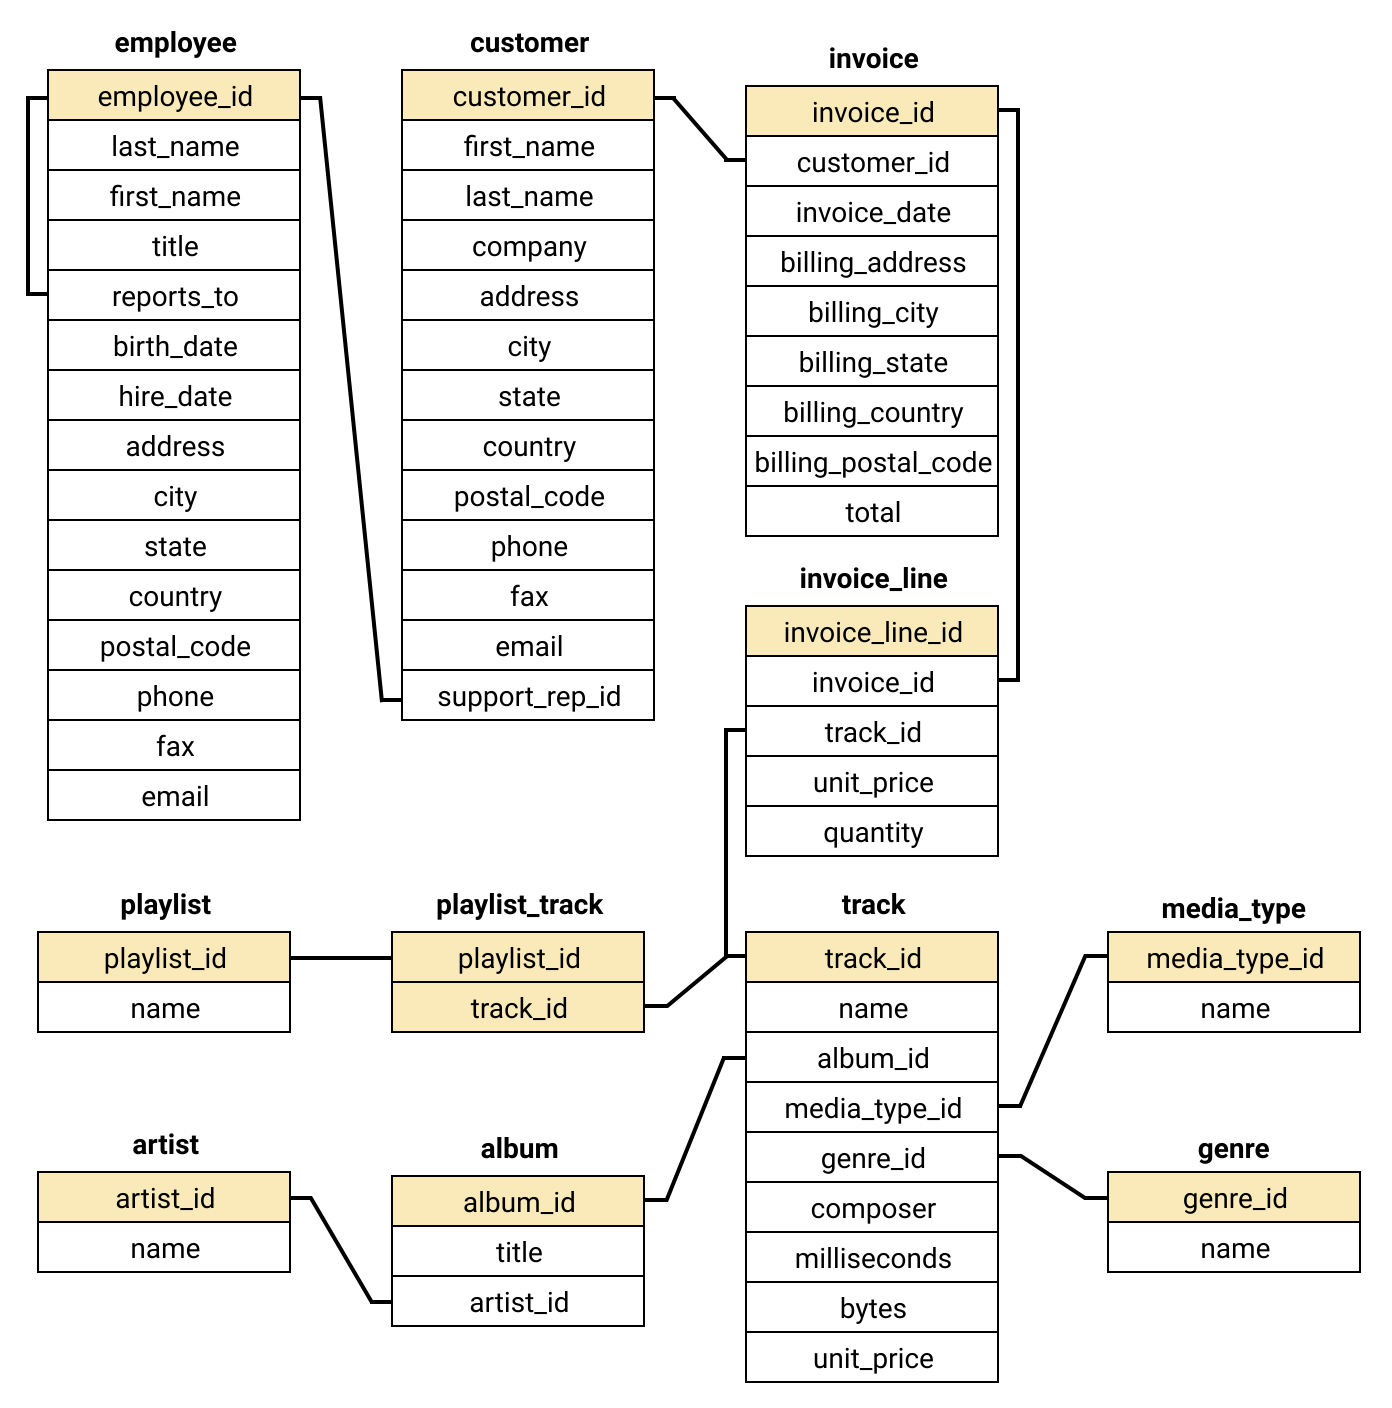 employee
employee_id
last_name
first_name
title
reports_to
birth_date
hire_date
address
city
state
country
postal_code
phone
fax
email
customer
customer_id
first_name
last_name
company
address
city
state
country
postal_code
phone
fax
email
support_rep_id
invoice
invoice_id
customer_id
invoice_date
billing_address
billing_city
billing_state
billing_country
billing_postal_code
total
invoice_line
invoice_line_id
invoice_id
track_id
unit_price
quantity
playlist
playlist_id
name
playlist_track
playlist_id
track_id
track
track_id
name
album_id
media_type_id
genre_id
composer
milliseconds
bytes
unit_price
media_type
media_type_id
name
artist
artist_id
name
album
album_id
title
artist_id
genre
genre_id
name